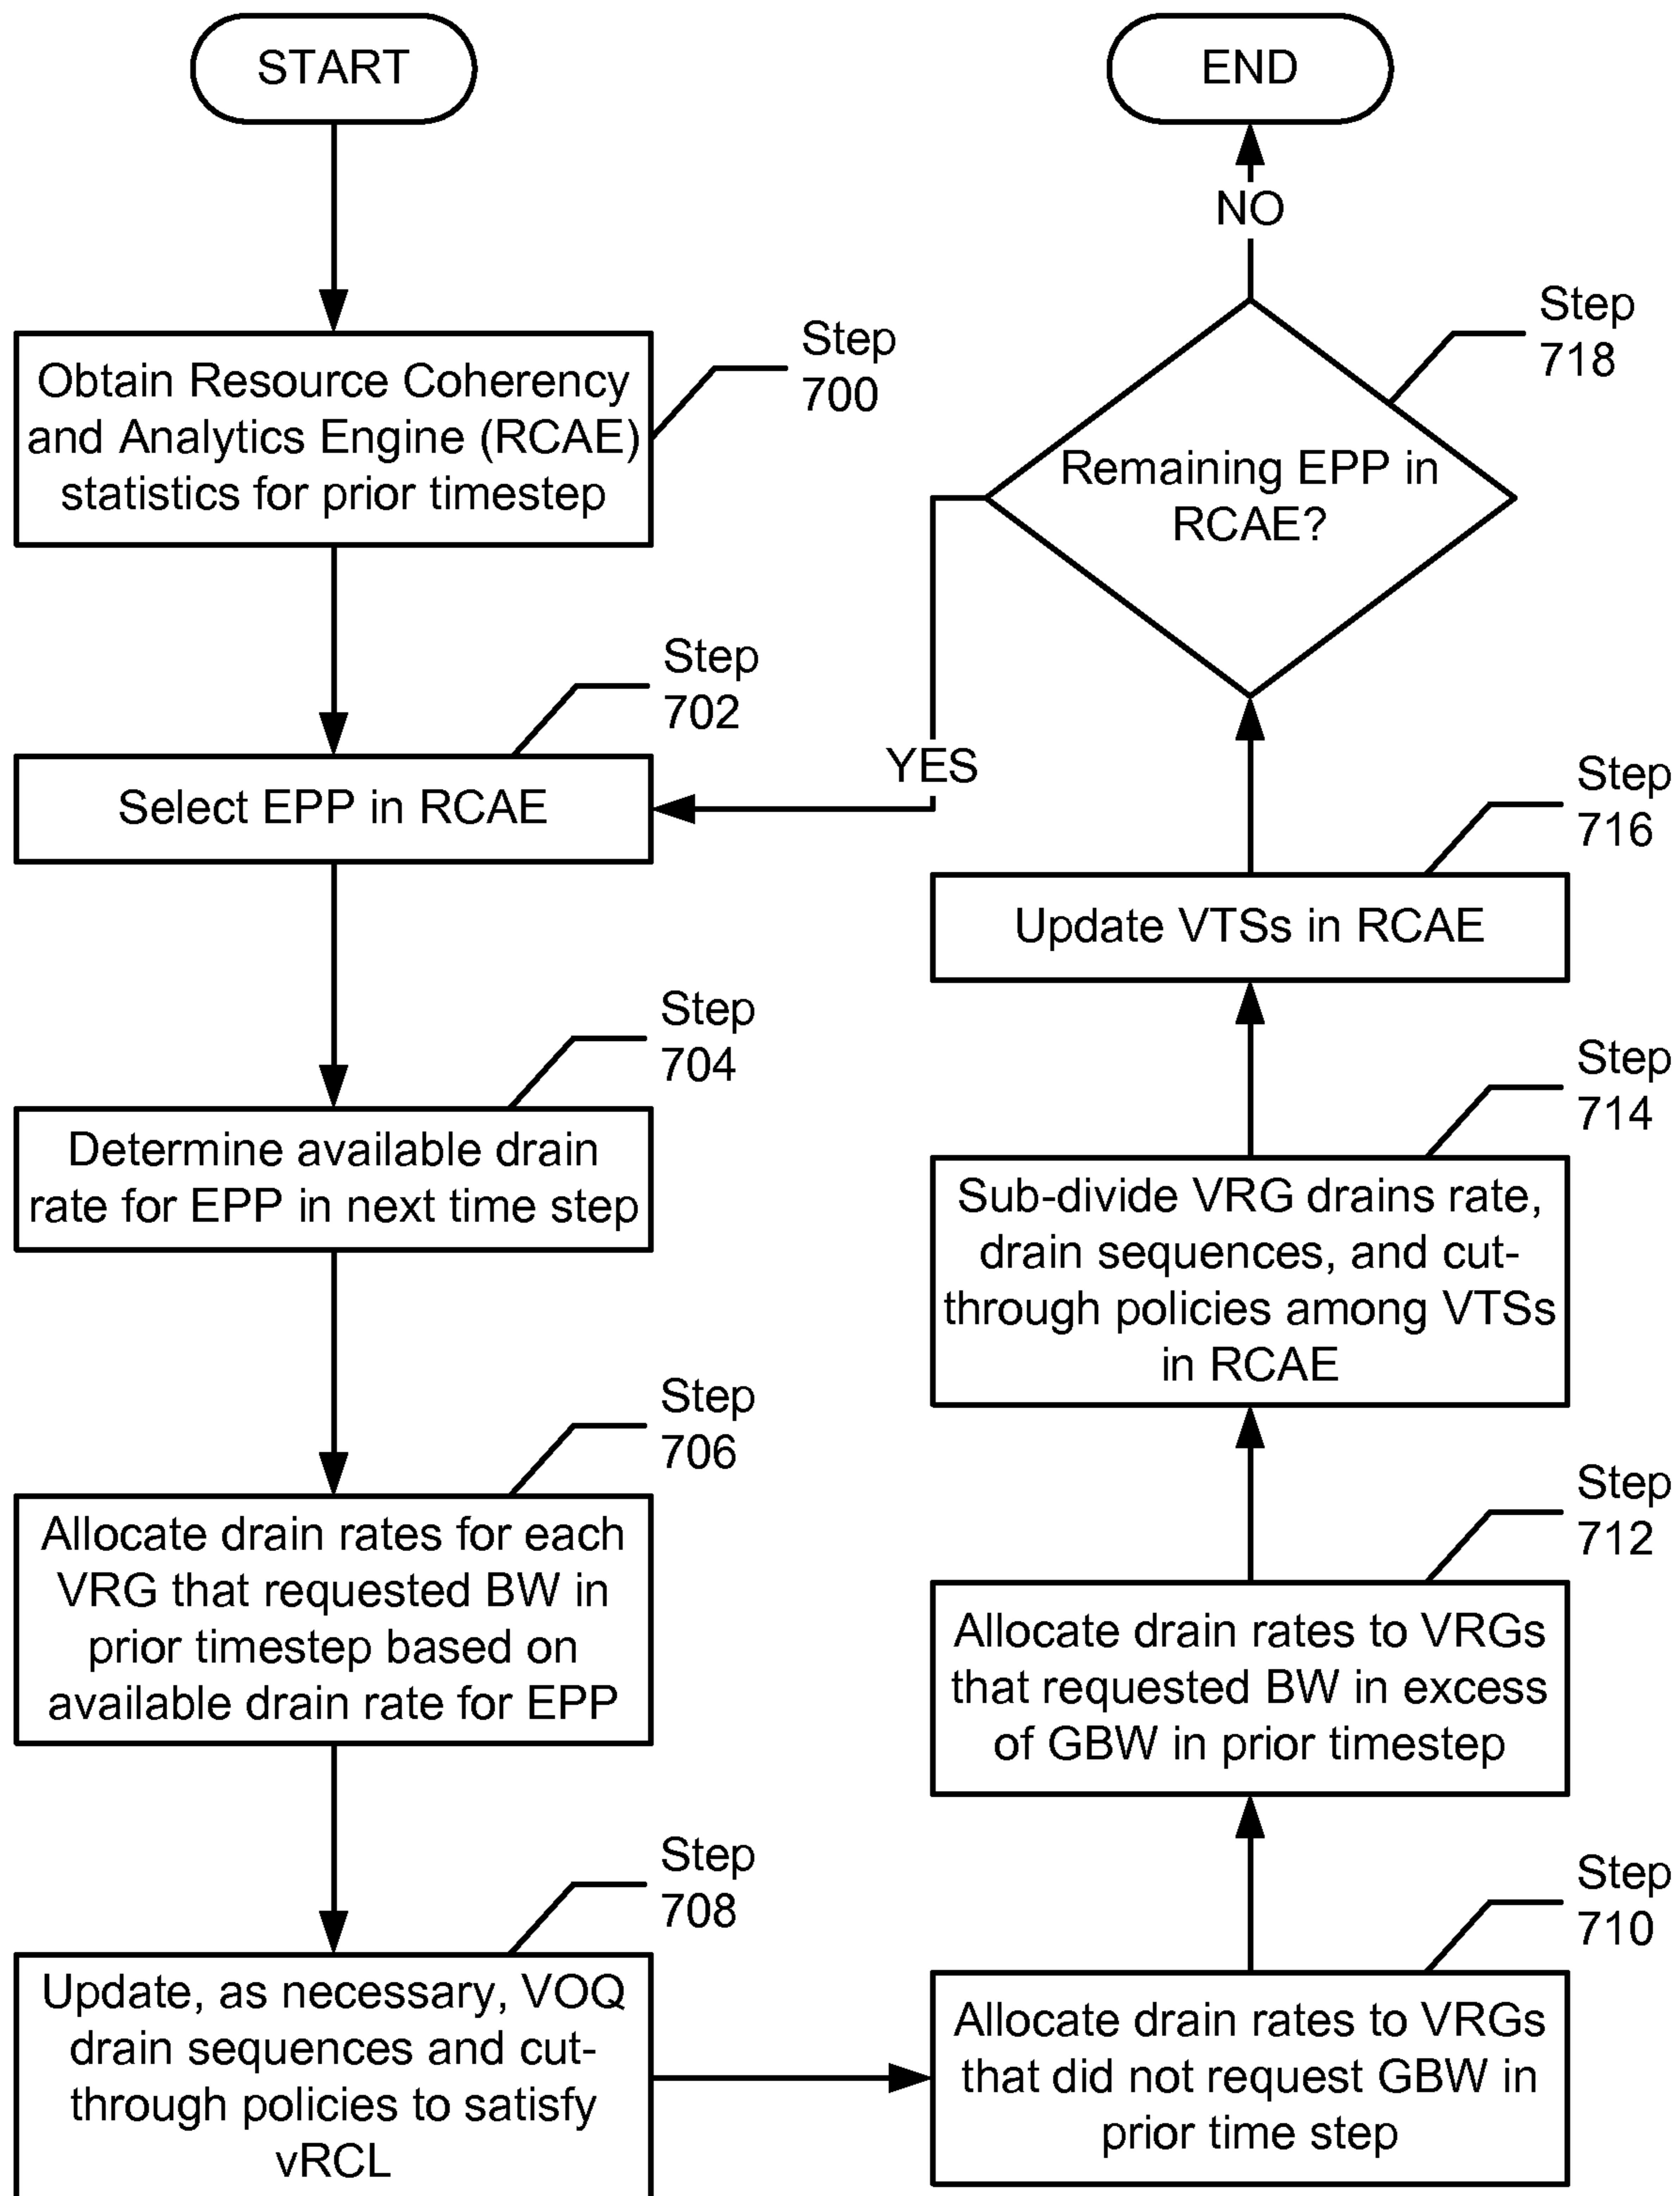 START
Obtain Resource Coherency
and Analytics Engine (RCAE)
statistics for prior timestep
Step
700
Select EPP in RCAE
Step
702
Determine available drain
rate for EPP in next time step
Step
704
Allocate drain rates for each
VRG that requested BW in
prior timestep based on
available drain rate for EPP
Step
706
Update, as necessary, VOQ
drain sequences and cut-
through policies to satisfy
vRCL
Step
708
Allocate drain rates to VRGs
that did not request GBW in
prior time step
Step
710
Allocate drain rates to VRGs
that requested BW in excess
of GBW in prior timestep
Step
712
Sub-divide VRG drains rate,
drain sequences, and cut-
through policies among VTSs
in RCAE
Step
714
Update VTSs in RCAE
Step
716
Remaining EPP in
RCAE?
Step
718
YES
NO
END